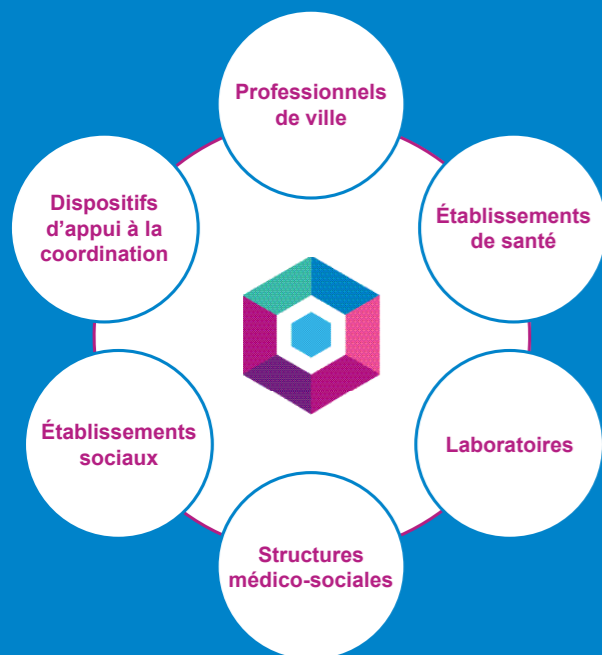 Professionnels
de ville
Dispositifs
d'appui à la
coordination
Établissements
de santé
Établissements
sociaux
Laboratoires
Structures
médico-sociales